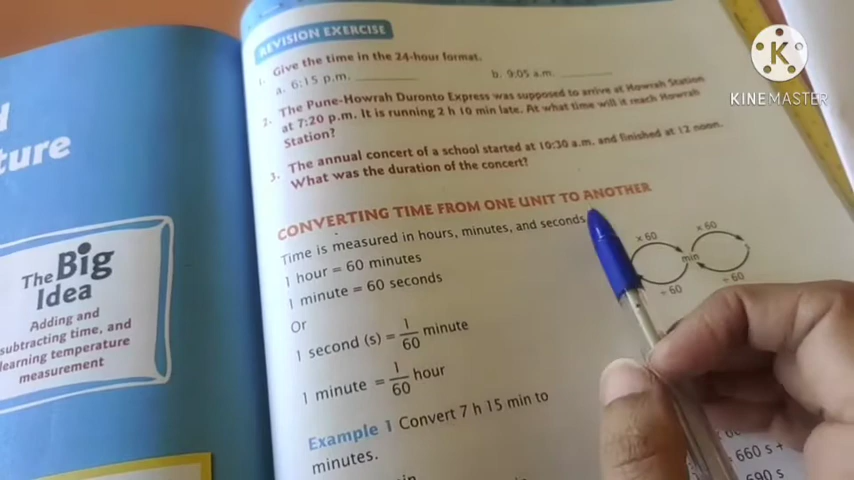 REVISION EXERCISE
1. Give the time in the 24-hour format.
a. 6:15 p.m. ________ b. 9:05 a.m. ________
2. The Pune-Howrah Duronto Express was supposed to arrive at Howrah Station
at 7:20 p.m. It is running 2 h 10 min late. At what time will it reach Howrah
Station?
3. The annual concert of a school started at 10:30 a.m. and finished at 12 noon.
What was the duration of the concert?
CONVERTING TIME FROM ONE UNIT TO ANOTHER
Time is measured in hours, minutes, and seconds
1 hour = 60 minutes
1 minute = 60 seconds
Or
1 second (s) = 1/60 minute
1 minute = 1/60 hour
Example 1 Convert 7 h 15 min to
minutes.
× 60 × 60
min
÷ 60 ÷ 60
660 s +
690 s
The
Big
Idea
Adding and
subtracting time, and
learning temperature
measurement
KINEMASTER